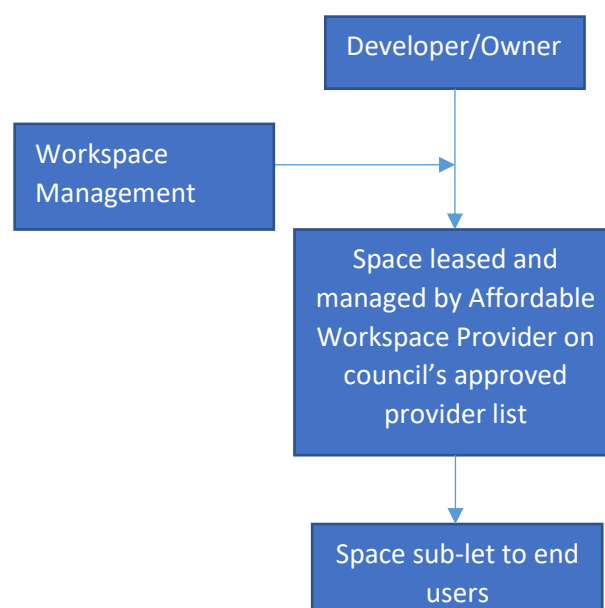 Developer/Owner
Workspace
Management
Space leased and
managed by Affordable
Workspace Provider on
council’s approved
provider list
Space sub-let to end
users